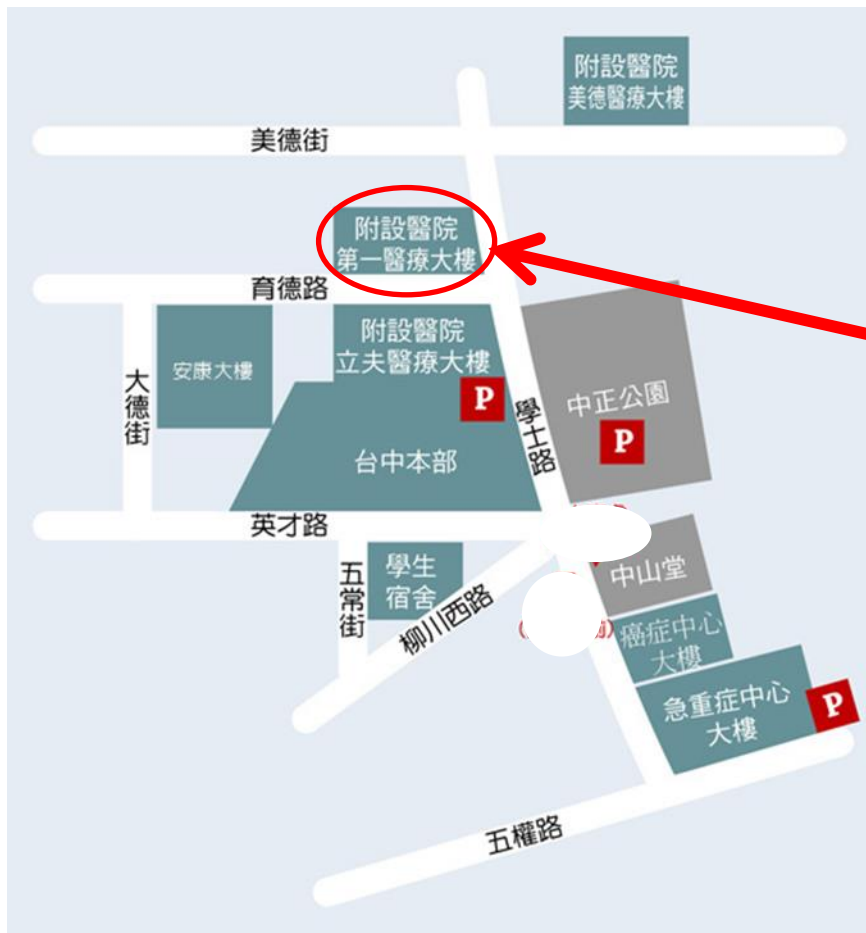 附設醫院
美德醫療大樓
美德街
附設醫院
第一醫療大樓
育德路
附設醫院
立夫醫療大樓
安康大樓
大德街
P
學士路
中正公園
P
台中本部
英才路
學生
宿舍
五常街
柳川西路
中山堂
癌症中心
大樓
急重症中心
大樓
P
五權路